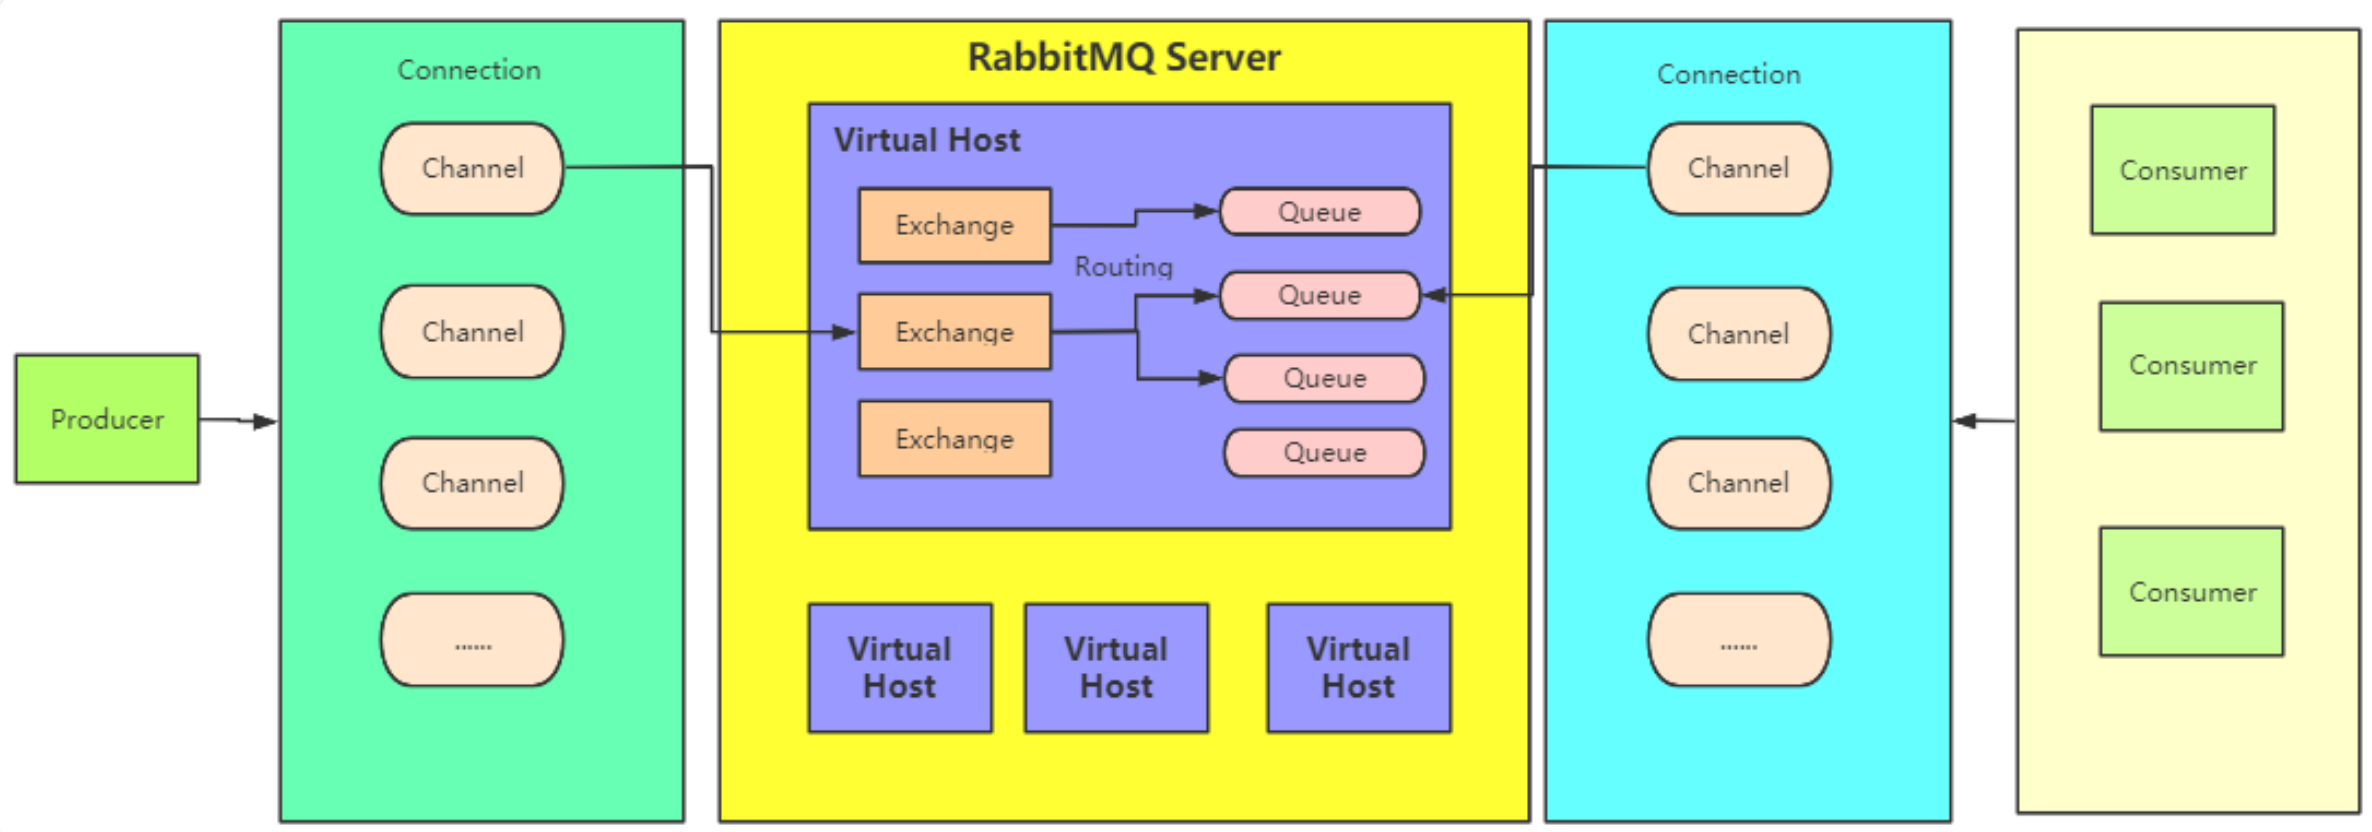 Producer
Connection
Channel
Channel
Channel
......
RabbitMQ Server
Virtual Host
Exchange
Exchange
Exchange
Routing
Queue
Queue
Queue
Queue
Virtual
Host
Virtual
Host
Virtual
Host
Connection
Channel
Channel
Channel
......
Consumer
Consumer
Consumer